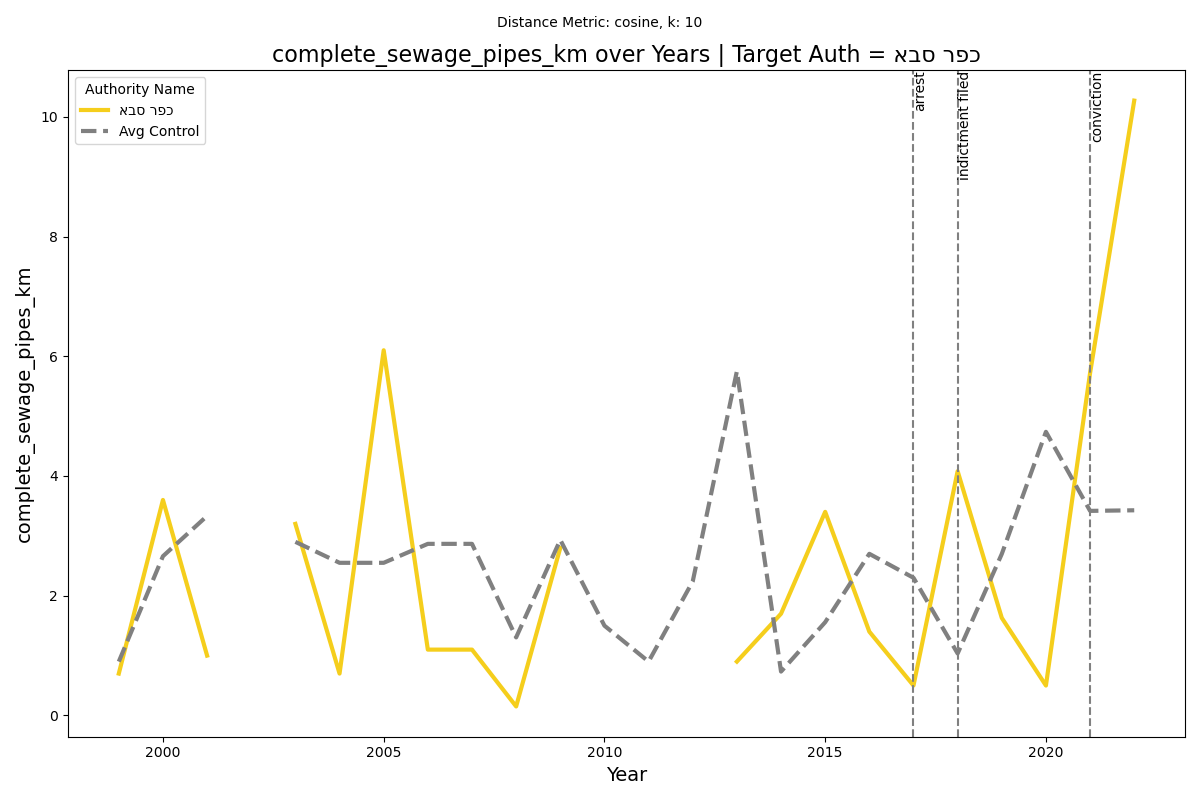 Distance Metric: cosine, k: 10
complete_sewage_pipes_km over Years | Target Auth = כפר סבא
Authority Name
כפר סבא
Avg Control
arrest
indictment filed
conviction
complete_sewage_pipes_km
10
8
6
4
2
0
2000
2005
2010
2015
2020
Year